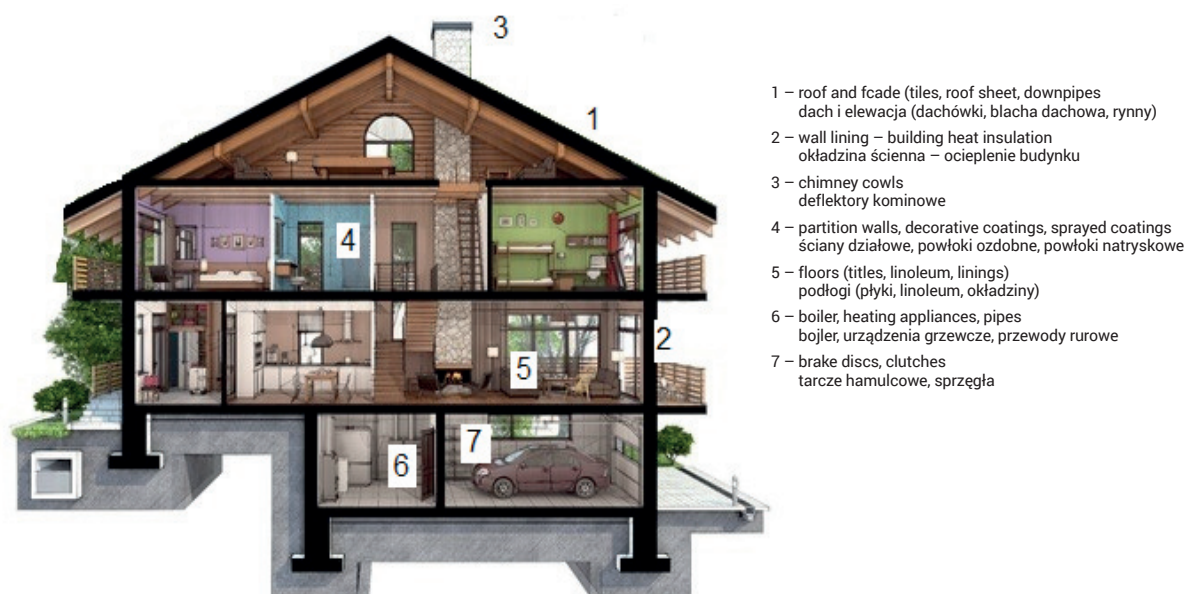 3
1
4
2
5
7
6
1 – roof and fcade (tiles, roof sheet, downpipes
dach i elewacja (dachówki, blacha dachowa, rynny)
2 – wall lining – building heat insulation
okładzina ścienna – ocieplenie budynku
3 – chimney cowls
deflektory kominowe
4 – partition walls, decorative coatings, sprayed coatings
ściany działowe, powłoki ozdobne, powłoki natryskowe
5 – floors (titles, linoleum, linings)
podłogi (płyki, linoleum, okładziny)
6 – boiler, heating appliances, pipes
bojler, urządzenia grzewcze, przewody rurowe
7 – brake discs, clutches
tarcze hamulcowe, sprzęgła